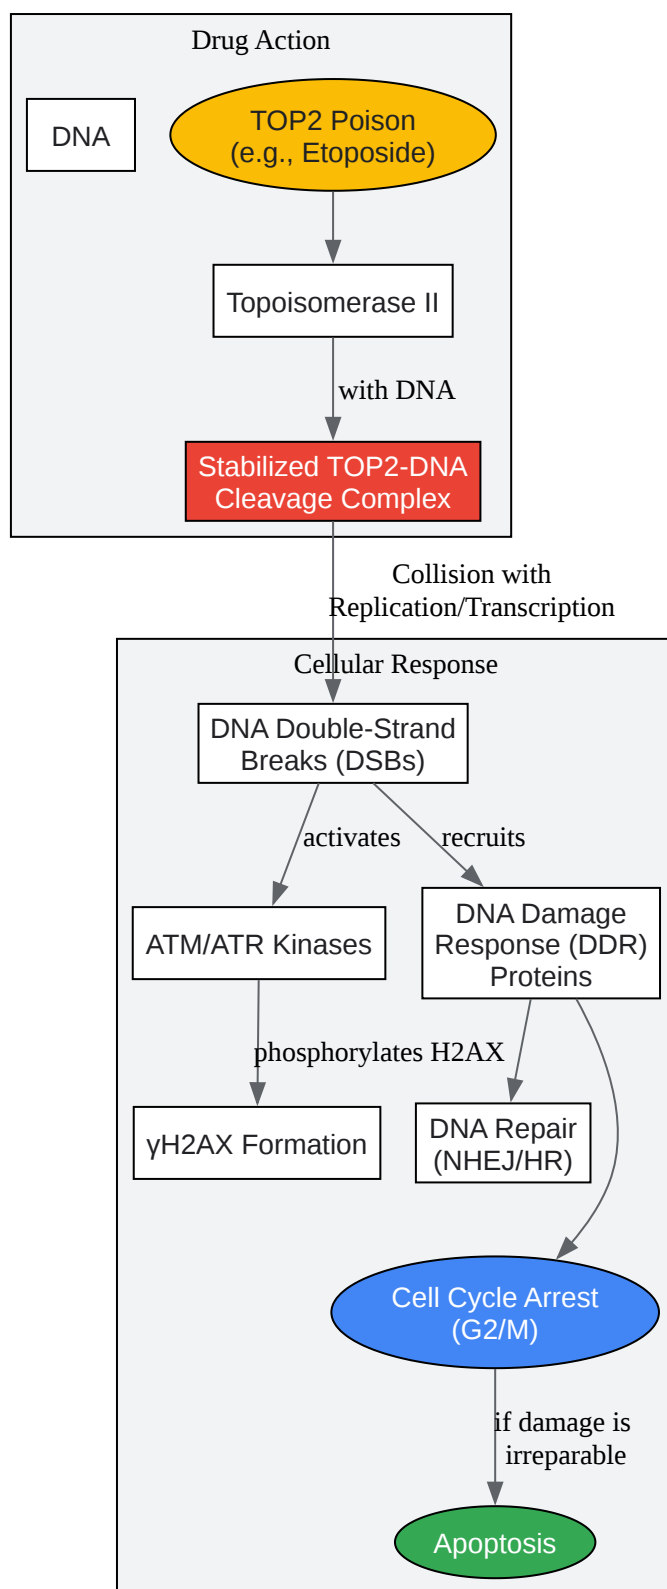 Drug Action
DNA
TOP2 Poison
(e.g., Etoposide)
Topoisomerase II
with DNA
Stabilized TOP2-DNA
Cleavage Complex
Collision with
Replication/Transcription
Cellular Response
DNA Double-Strand
Breaks (DSBs)
activates
recruits
ATM/ATR Kinases
DNA Damage
Response (DDR)
Proteins
phosphorylates H2AX
γH2AX Formation
DNA Repair
(NHEJ/HR)
Cell Cycle Arrest
(G2/M)
if damage is
irreparable
Apoptosis